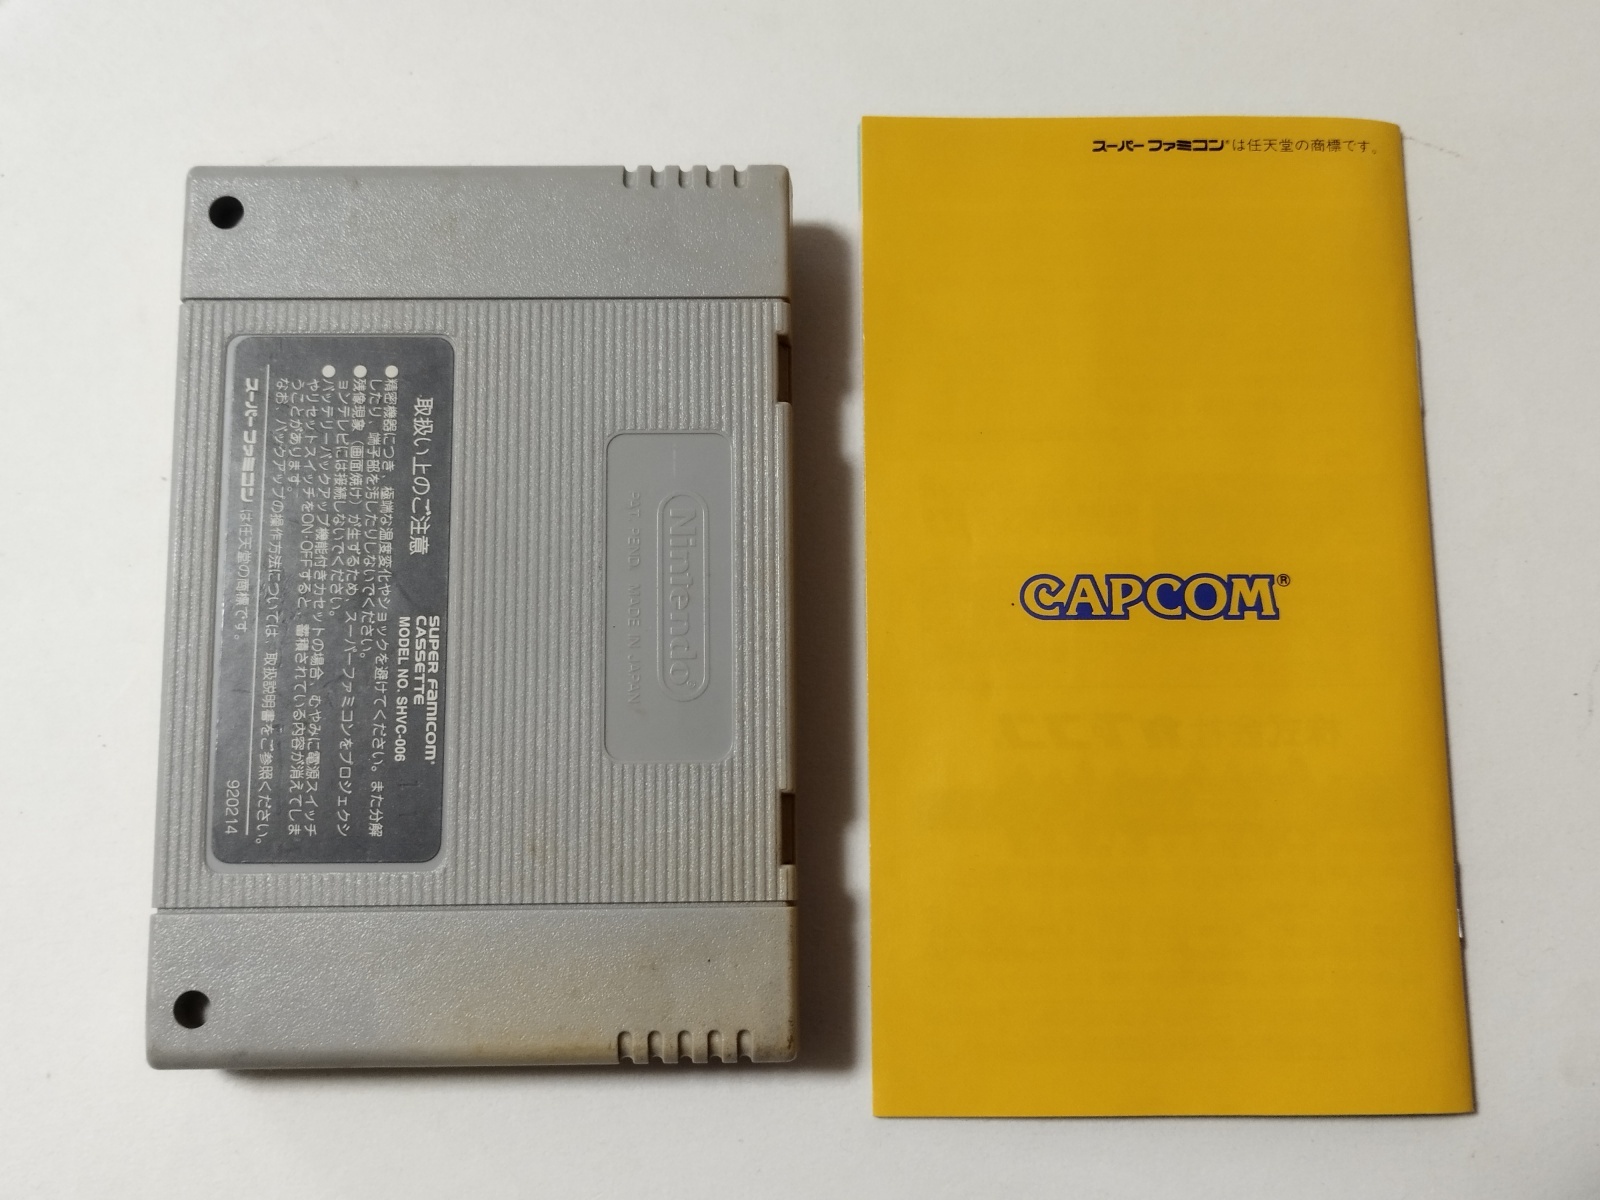 取扱い上のご注意
SUPER Famicom
CASSETTE
MODEL NO. SHVC-006
●精密機器につき、極端な温度変化やショックを避けてください。また分解
したり、端子部を汚したりしないでください。
●残像現象（画面焼け）が生ずるため、スーパーファミコンをプロジェクシ
ョンテレビには接続しないでください。
●バッテリーバックアップ機能付きカセットの場合、むやみに電源スイッチ
やリセットスイッチをON・OFFすると、蓄積されている内容が消えてしま
うことがあります。
なお、バックアップの操作方法については、取扱説明書をご参照ください。
スーパーファミコンは任天堂の商標です。
920214
Nintendo®
PAT. PEND. MADE IN JAPAN
スーパーファミコン®は任天堂の商標です。
CAPCOM®